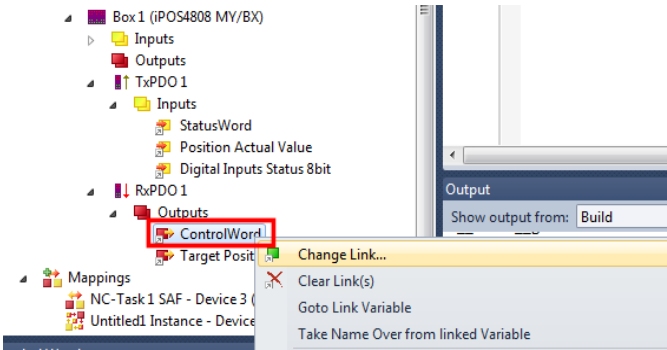 Box 1 (iPOS4808 MY/BX)
Inputs
Outputs
TxPDO 1
Inputs
StatusWord
Position Actual Value
Digital Inputs Status 8bit
RxPDO 1
Outputs
ControlWord
Target Posit
Mappings
NC-Task 1 SAF - Device 3 (
Untitled1 Instance - Device
Output
Show output from: Build
Change Link...
Clear Link(s)
Goto Link Variable
Take Name Over from linked Variable